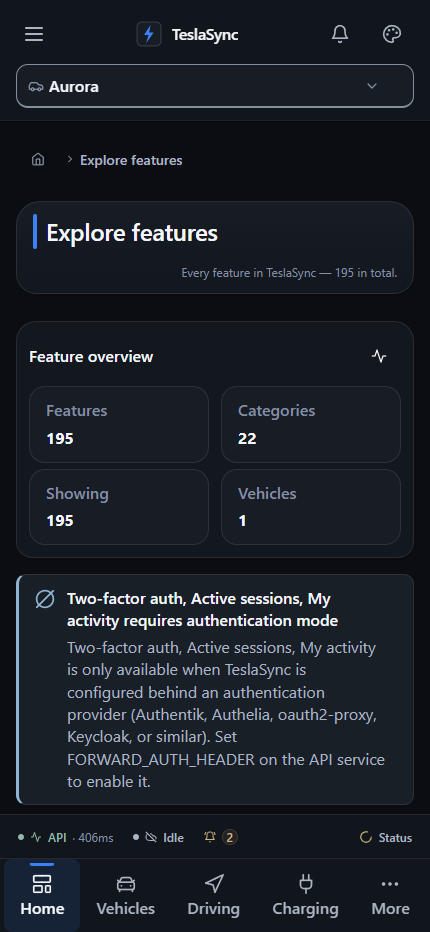 TeslaSync
Aurora
Explore features
Explore features
Every feature in TeslaSync — 195 in total.
Feature overview
Features
195
Categories
22
Showing
195
Vehicles
1
Two-factor auth, Active sessions, My
activity requires authentication mode
Two-factor auth, Active sessions, My activity
is only available when TeslaSync is
configured behind an authentication
provider (Authentik, Authelia, oauth2-proxy,
Keycloak, or similar). Set
FORWARD_AUTH_HEADER on the API service
to enable it.
API · 406ms
Idle
2
Status
Home
Vehicles
Driving
Charging
More